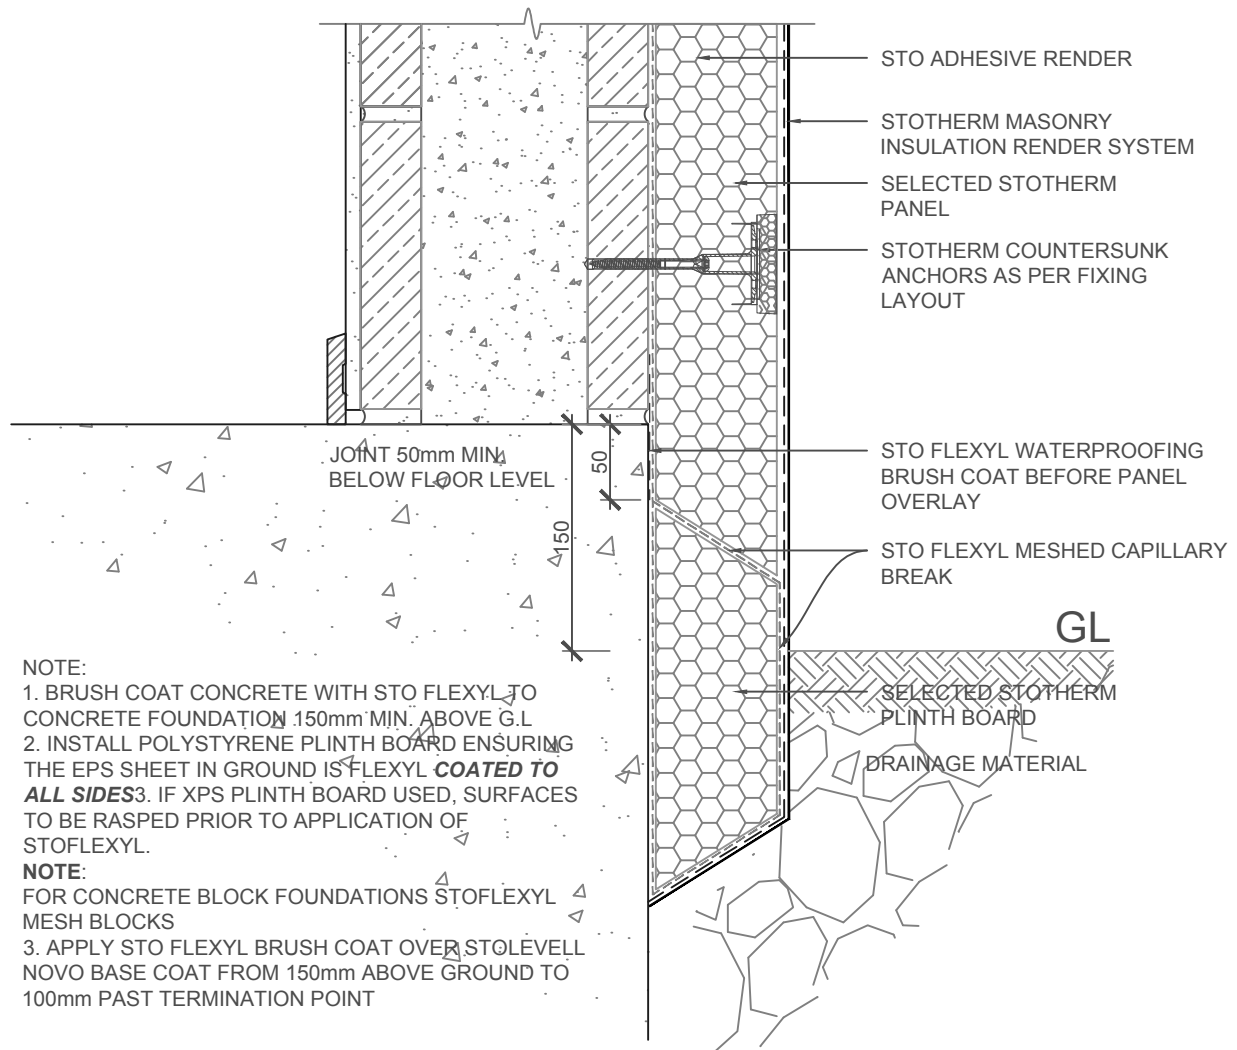 STO ADHESIVE RENDER
STOTHERM MASONRY
INSULATION RENDER SYSTEM
SELECTED STOTHERM
PANEL
STOTHERM COUNTERSUNK
ANCHORS AS PER FIXING
LAYOUT
JOINT 50mm MIN
BELOW FLOOR LEVEL
50
150
STO FLEXYL WATERPROOFING
BRUSH COAT BEFORE PANEL
OVERLAY
STO FLEXYL MESHED CAPILLARY
BREAK
GL
SELECTED STOTHERM
PLINTH BOARD
DRAINAGE MATERIAL
NOTE:
1. BRUSH COAT CONCRETE WITH STO FLEXYL TO
CONCRETE FOUNDATION 150mm MIN. ABOVE G.L
2. INSTALL POLYSTYRENE PLINTH BOARD ENSURING
THE EPS SHEET IN GROUND IS FLEXYL COATED TO
ALL SIDES3. IF XPS PLINTH BOARD USED, SURFACES
TO BE RASPED PRIOR TO APPLICATION OF
STOFLEXYL.
NOTE:
FOR CONCRETE BLOCK FOUNDATIONS STOFLEXYL
MESH BLOCKS
3. APPLY STO FLEXYL BRUSH COAT OVER STOLEVELL
NOVO BASE COAT FROM 150mm ABOVE GROUND TO
100mm PAST TERMINATION POINT